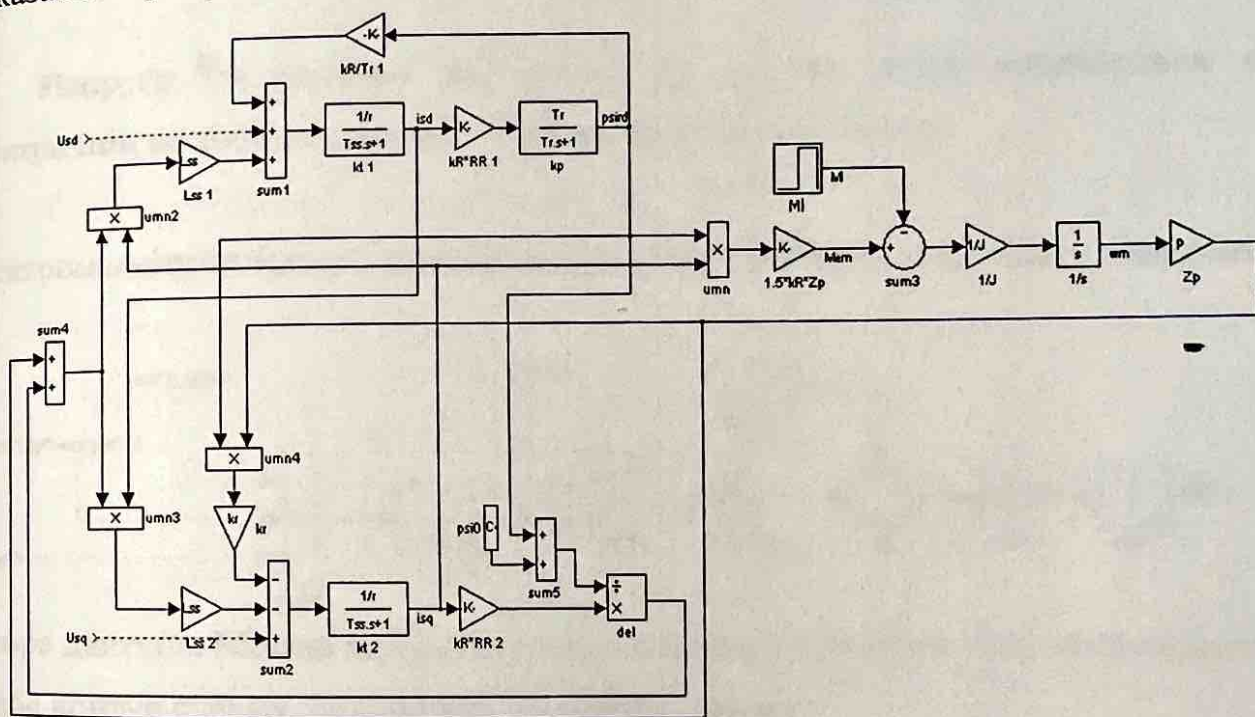 -K-
kR/Tr 1
Usd
+
+
+
sum1
Lss
Lss 1
1/r
Tss.s+1
kt 1
isd
K-
kR*RR 1
Tr
Tr.s+1
kp
psird
×
umn2
×
umn
K-
1.5*kR*Zp
Mem
Ml
M
+
−
sum3
1/J
1/J
1
s
1/s
wm
P
Zp
sum4
+
+
×
umn4
kr
kr
×
umn3
psi0
C
+
+
sum5
÷
×
del
Lss 2
Usq
−
−
+
sum2
1/r
Tss.s+1
kt 2
isq
K-
kR*RR 2